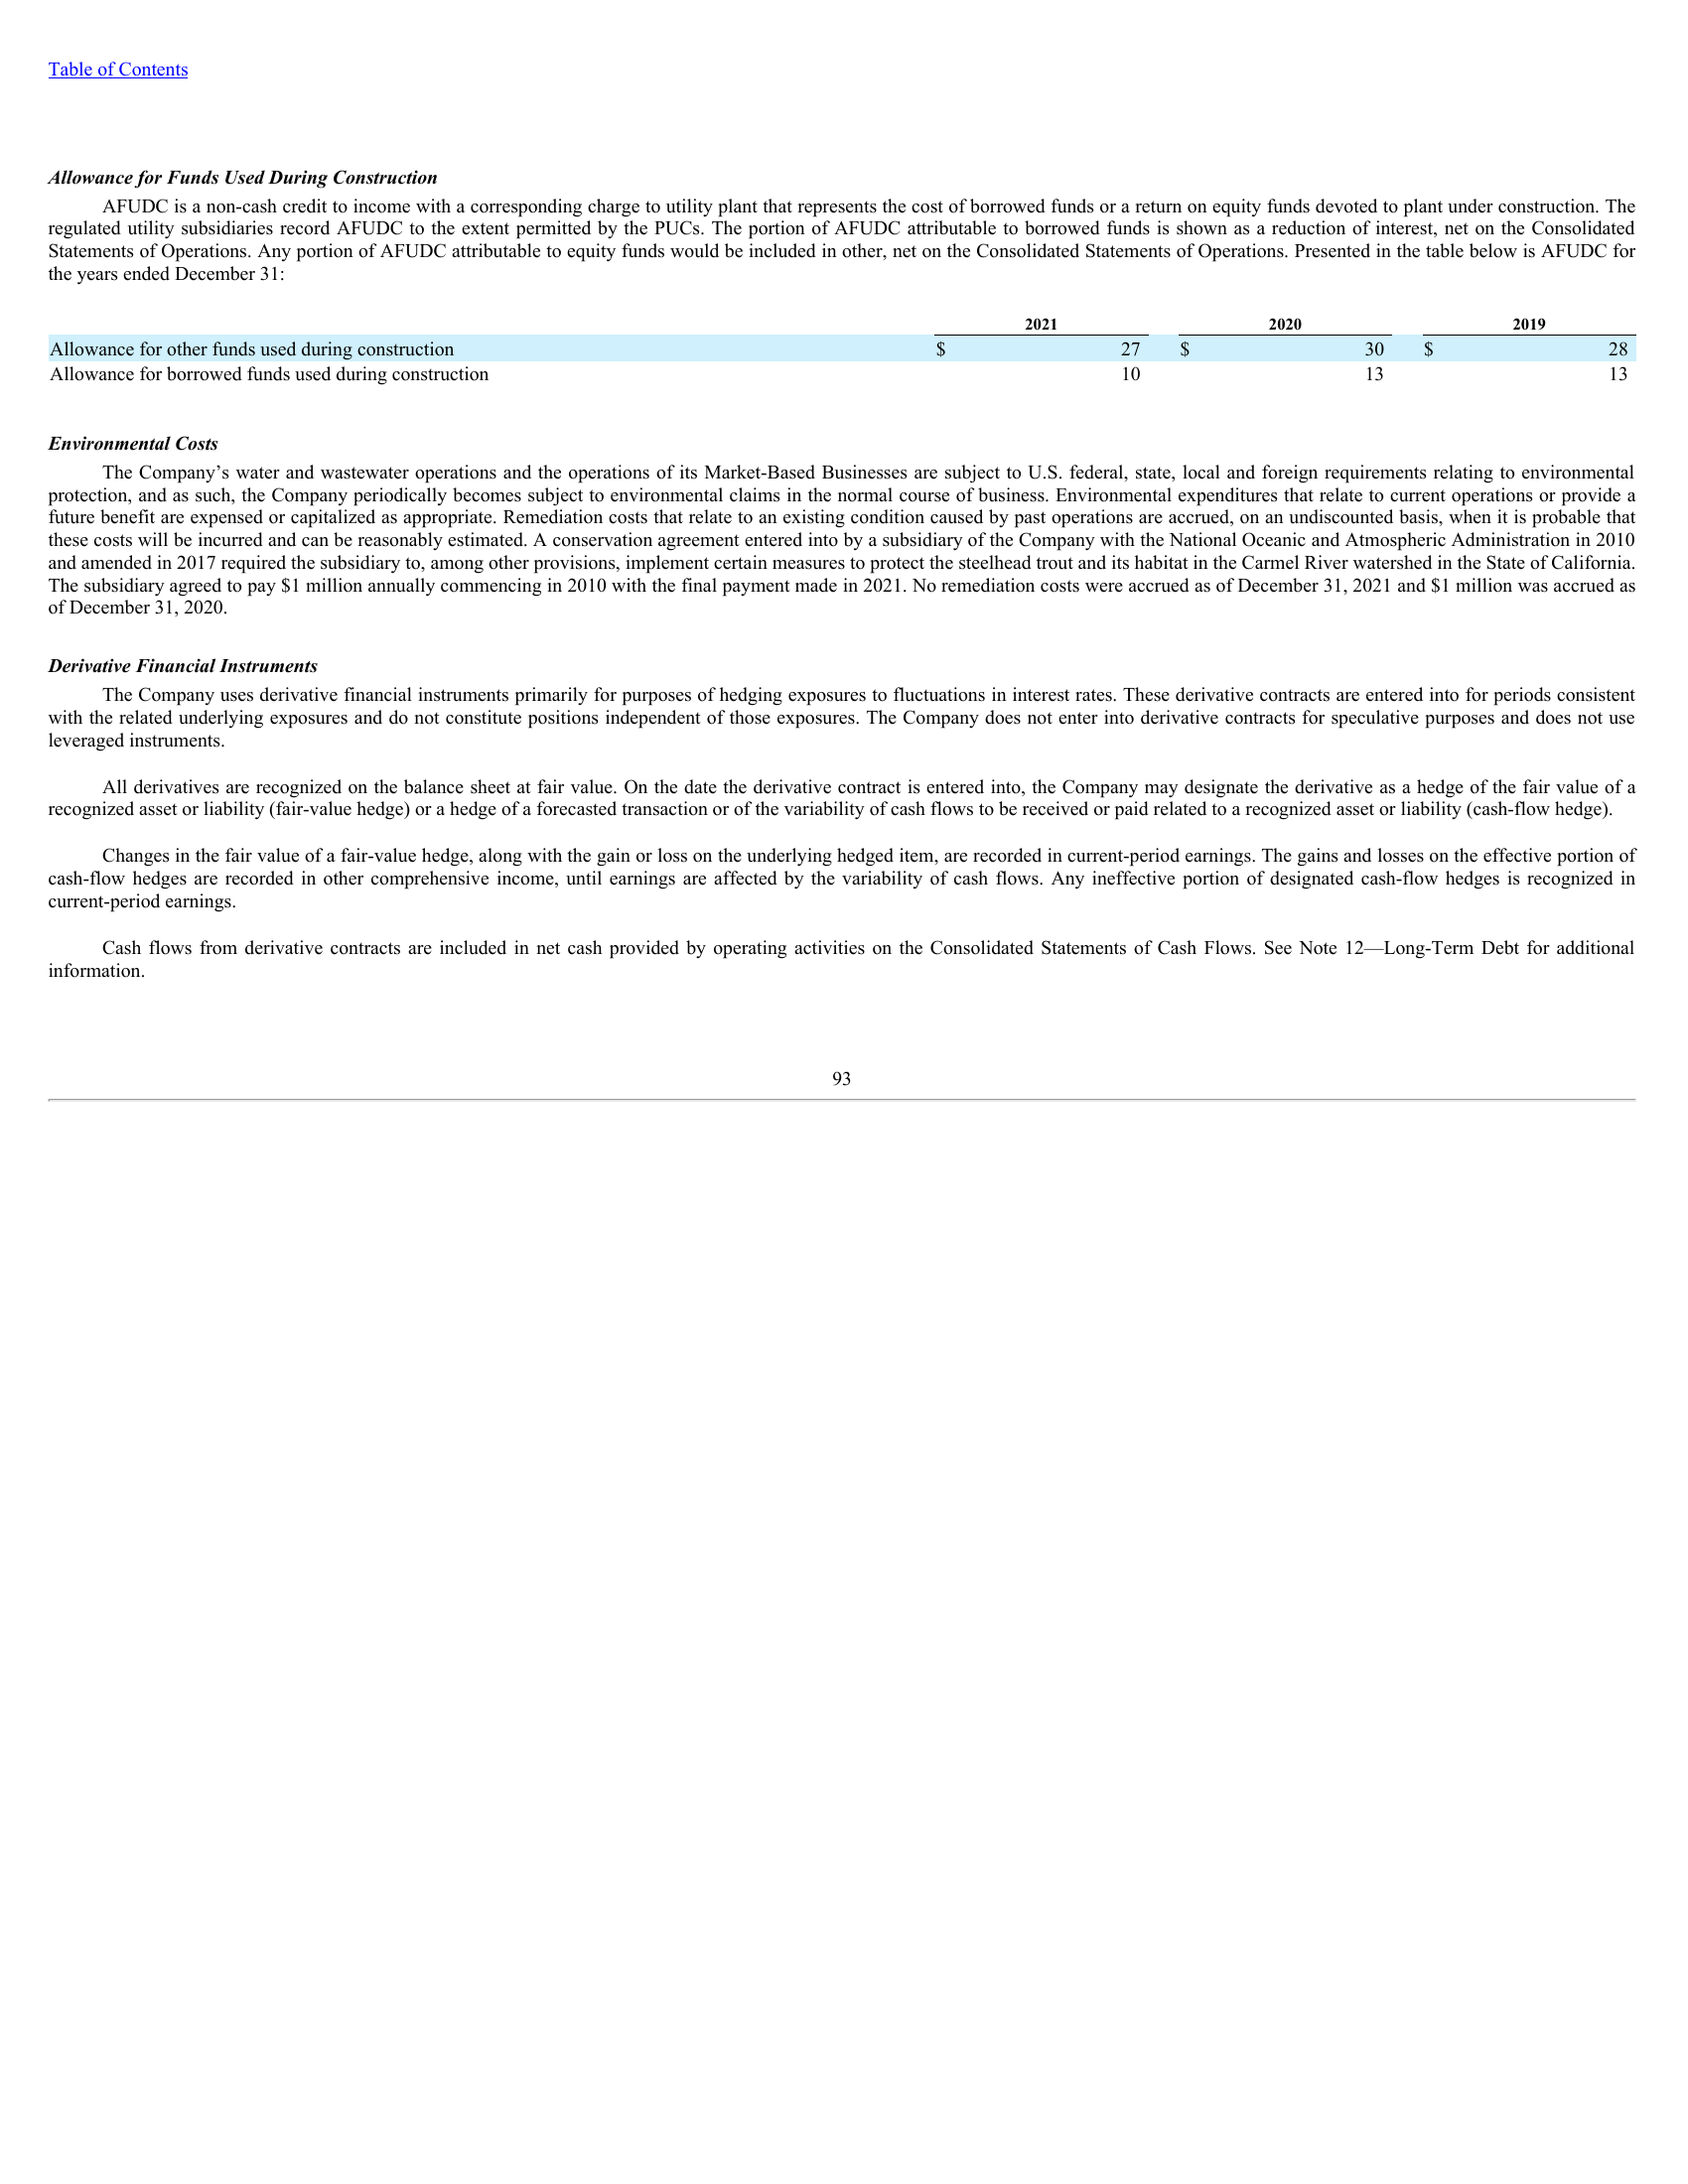 Table of Contents
Allowance for Funds Used During Construction
AFUDC is a non-cash credit to income with a corresponding charge to utility plant that represents the cost of borrowed funds or a return on equity funds devoted to plant under construction. The
regulated utility subsidiaries record AFUDC to the extent permitted by the PUCs. The portion of AFUDC attributable to borrowed funds is shown as a reduction of interest, net on the Consolidated
Statements of Operations. Any portion of AFUDC attributable to equity funds would be included in other, net on the Consolidated Statements of Operations. Presented in the table below is AFUDC for
the years ended December 31:
2021 2020 2019
Allowance for other funds used during construction $ 27 $ 30 $ 28
Allowance for borrowed funds used during construction 10 13 13
Environmental Costs
The Company’s water and wastewater operations and the operations of its Market-Based Businesses are subject to U.S. federal, state, local and foreign requirements relating to environmental
protection, and as such, the Company periodically becomes subject to environmental claims in the normal course of business. Environmental expenditures that relate to current operations or provide a
future benefit are expensed or capitalized as appropriate. Remediation costs that relate to an existing condition caused by past operations are accrued, on an undiscounted basis, when it is probable that
these costs will be incurred and can be reasonably estimated. A conservation agreement entered into by a subsidiary of the Company with the National Oceanic and Atmospheric Administration in 2010
and amended in 2017 required the subsidiary to, among other provisions, implement certain measures to protect the steelhead trout and its habitat in the Carmel River watershed in the State of California.
The subsidiary agreed to pay $1 million annually commencing in 2010 with the final payment made in 2021. No remediation costs were accrued as of December 31, 2021 and $1 million was accrued as
of December 31, 2020.
Derivative Financial Instruments
The Company uses derivative financial instruments primarily for purposes of hedging exposures to fluctuations in interest rates. These derivative contracts are entered into for periods consistent
with the related underlying exposures and do not constitute positions independent of those exposures. The Company does not enter into derivative contracts for speculative purposes and does not use
leveraged instruments.
All derivatives are recognized on the balance sheet at fair value. On the date the derivative contract is entered into, the Company may designate the derivative as a hedge of the fair value of a
recognized asset or liability (fair-value hedge) or a hedge of a forecasted transaction or of the variability of cash flows to be received or paid related to a recognized asset or liability (cash-flow hedge).
Changes in the fair value of a fair-value hedge, along with the gain or loss on the underlying hedged item, are recorded in current-period earnings. The gains and losses on the effective portion of
cash-flow hedges are recorded in other comprehensive income, until earnings are affected by the variability of cash flows. Any ineffective portion of designated cash-flow hedges is recognized in
current-period earnings.
Cash flows from derivative contracts are included in net cash provided by operating activities on the Consolidated Statements of Cash Flows. See Note 12—Long-Term Debt for additional
information.
93